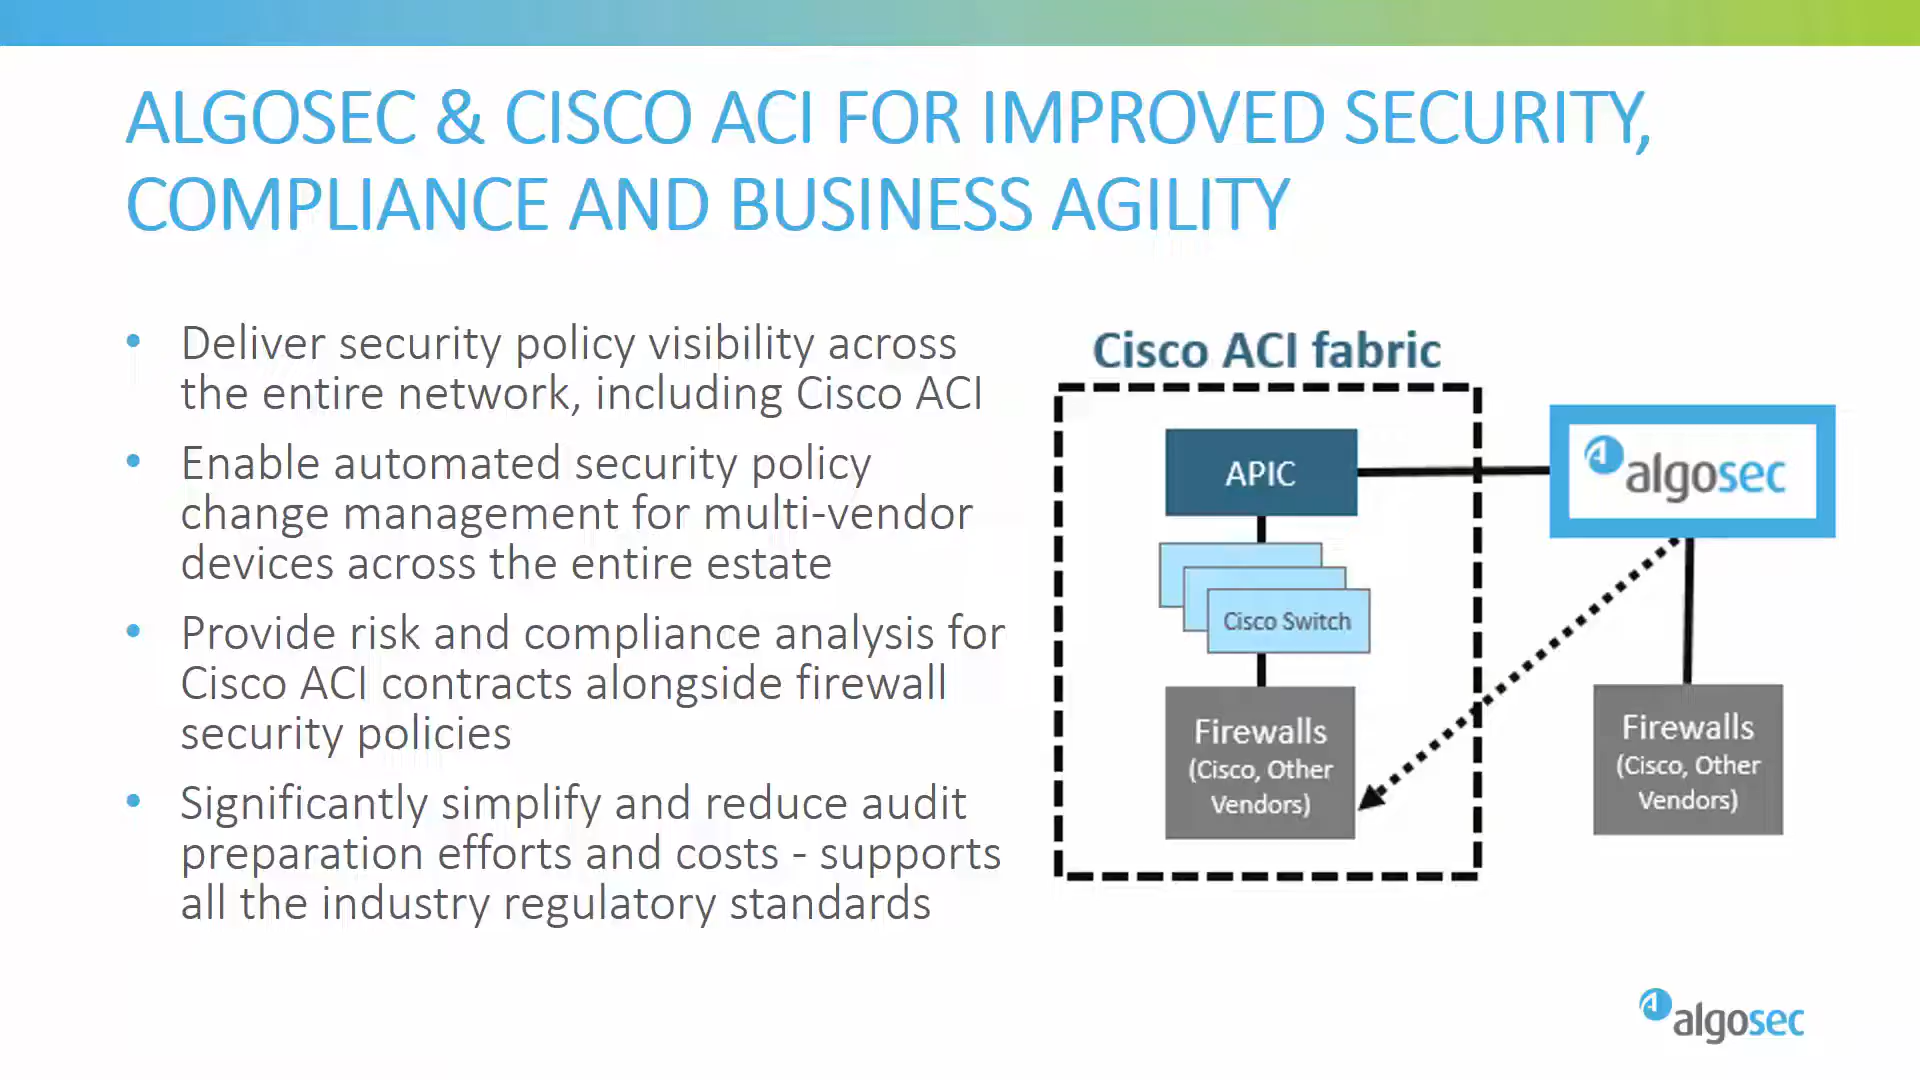 ALGOSEC & CISCO ACI FOR IMPROVED SECURITY,
COMPLIANCE AND BUSINESS AGILITY
• Deliver security policy visibility across
the entire network, including Cisco ACI
• Enable automated security policy
change management for multi-vendor
devices across the entire estate
• Provide risk and compliance analysis for
Cisco ACI contracts alongside firewall
security policies
• Significantly simplify and reduce audit
preparation efforts and costs - supports
all the industry regulatory standards
Cisco ACI fabric
APIC
algosec
Cisco Switch
Firewalls
(Cisco, Other
Vendors)
Firewalls
(Cisco, Other
Vendors)
algosec